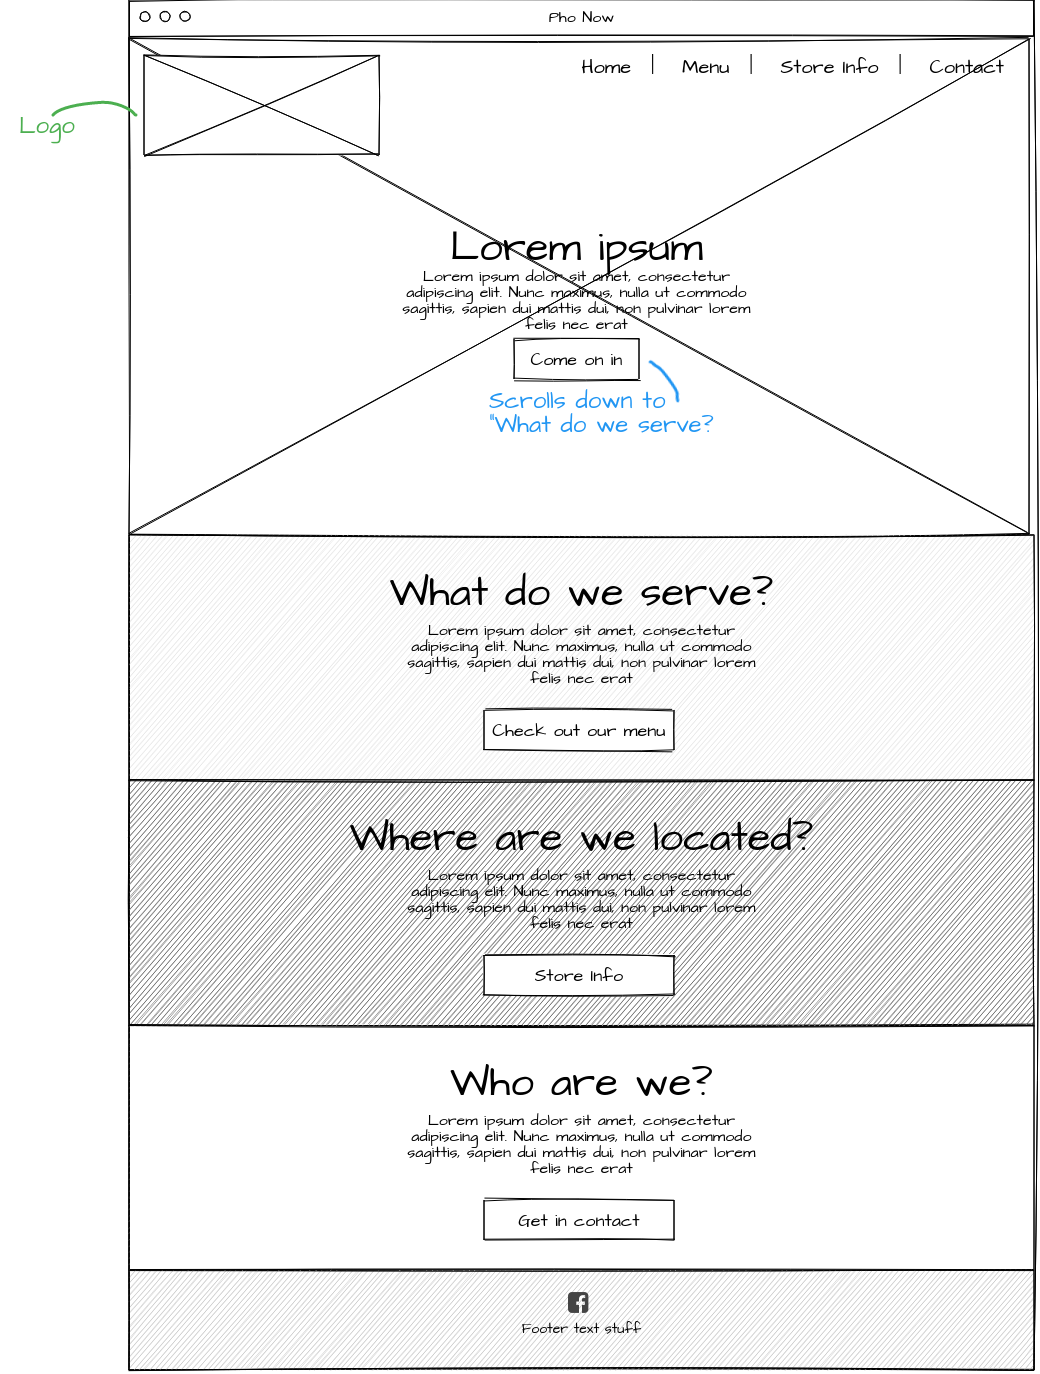 Pho Now
Home | Menu | Store Info | Contact
Logo
Lorem ipsum
Lorem ipsum dolor sit amet, consectetur
adipiscing elit. Nunc maximus, nulla ut commodo
sagittis, sapien dui mattis dui, non pulvinar lorem
felis nec erat
Come on in
Scrolls down to
"What do we serve?
What do we serve?
Lorem ipsum dolor sit amet, consectetur
adipiscing elit. Nunc maximus, nulla ut commodo
sagittis, sapien dui mattis dui, non pulvinar lorem
felis nec erat
Check out our menu
Where are we located?
Lorem ipsum dolor sit amet, consectetur
adipiscing elit. Nunc maximus, nulla ut commodo
sagittis, sapien dui mattis dui, non pulvinar lorem
felis nec erat
Store Info
Who are we?
Lorem ipsum dolor sit amet, consectetur
adipiscing elit. Nunc maximus, nulla ut commodo
sagittis, sapien dui mattis dui, non pulvinar lorem
felis nec erat
Get in contact
Footer text stuff